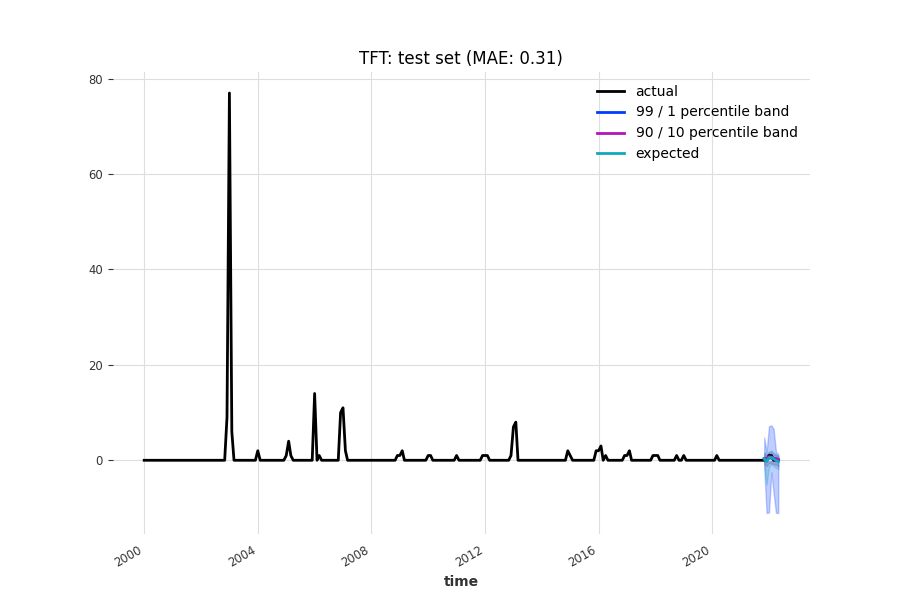 TFT: test set (MAE: 0.31)
80
60
40
20
0
actual
99 / 1 percentile band
90 / 10 percentile band
expected
2000
2004
2008
2012
2016
2020
time